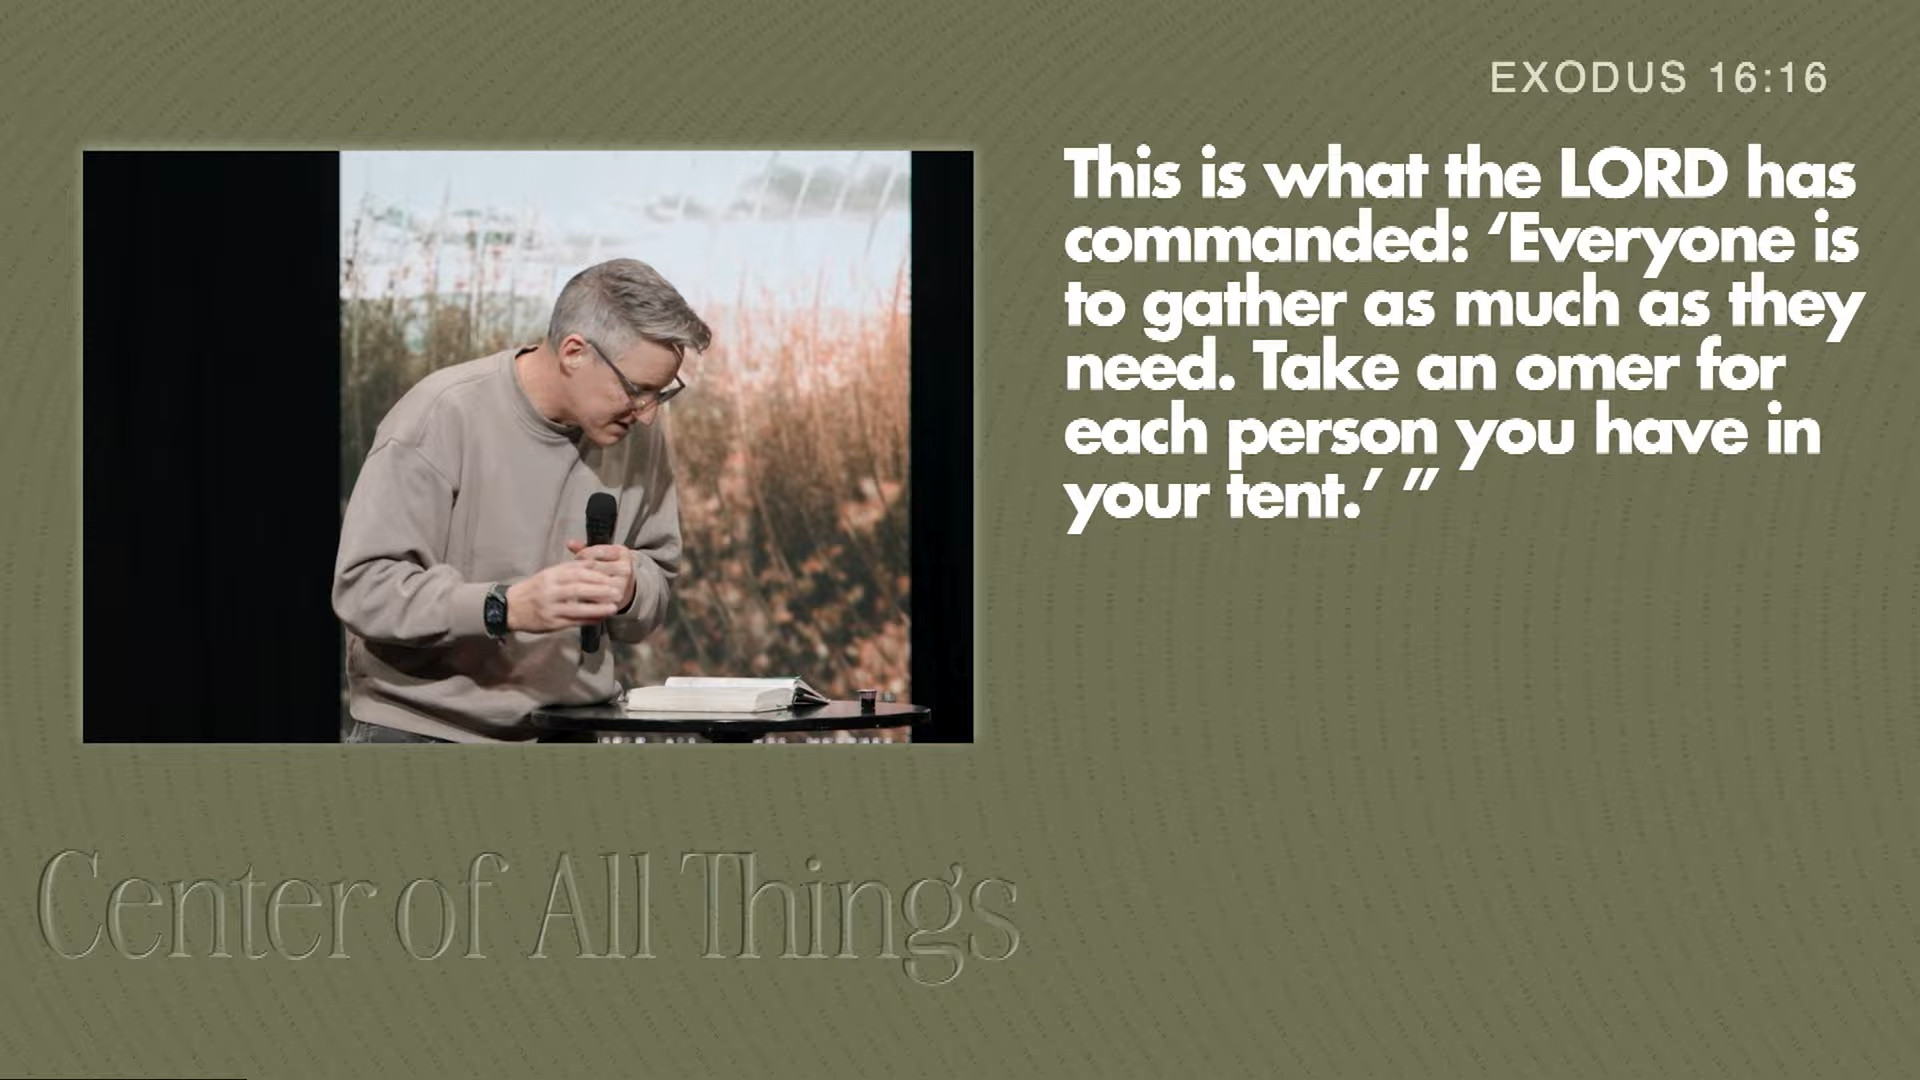 EXODUS 16:16
This is what the LORD has
commanded: ‘Everyone is
to gather as much as they
need. Take an omer for
each person you have in
your tent.’ ”
Center of All Things